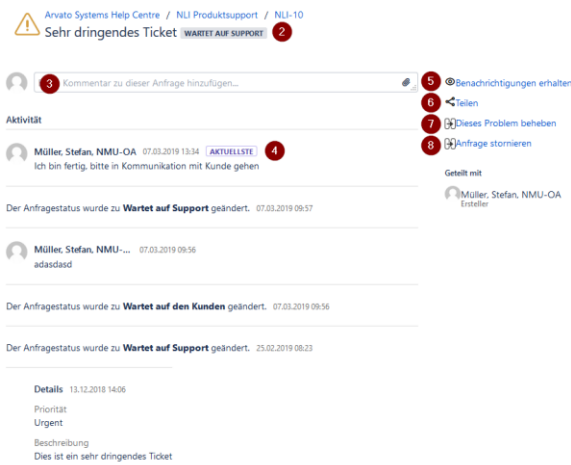 Arvato Systems Help Centre / NLI Produktsupport / NLI-10
Sehr dringendes Ticket WARTET AUF SUPPORT 2
3 Kommentar zu dieser Anfrage hinzufügen...
5 Benachrichtigungen erhalten
6 Teilen
7 Dieses Problem beheben
8 Anfrage stornieren
Geteilt mit
Müller, Stefan, NMU-OA
Ersteller
Aktivität
Müller, Stefan, NMU-OA 07.03.2019 13:34 AKTUELLSTE 4
Ich bin fertig, bitte in Kommunikation mit Kunde gehen
Der Anfragestatus wurde zu Wartet auf Support geändert. 07.03.2019 09:57
Müller, Stefan, NMU-... 07.03.2019 09:56
adasdasd
Der Anfragestatus wurde zu Wartet auf den Kunden geändert. 07.03.2019 09:56
Der Anfragestatus wurde zu Wartet auf Support geändert. 25.02.2019 08:23
Details 13.12.2018 14:06
Priorität
Urgent
Beschreibung
Dies ist ein sehr dringendes Ticket